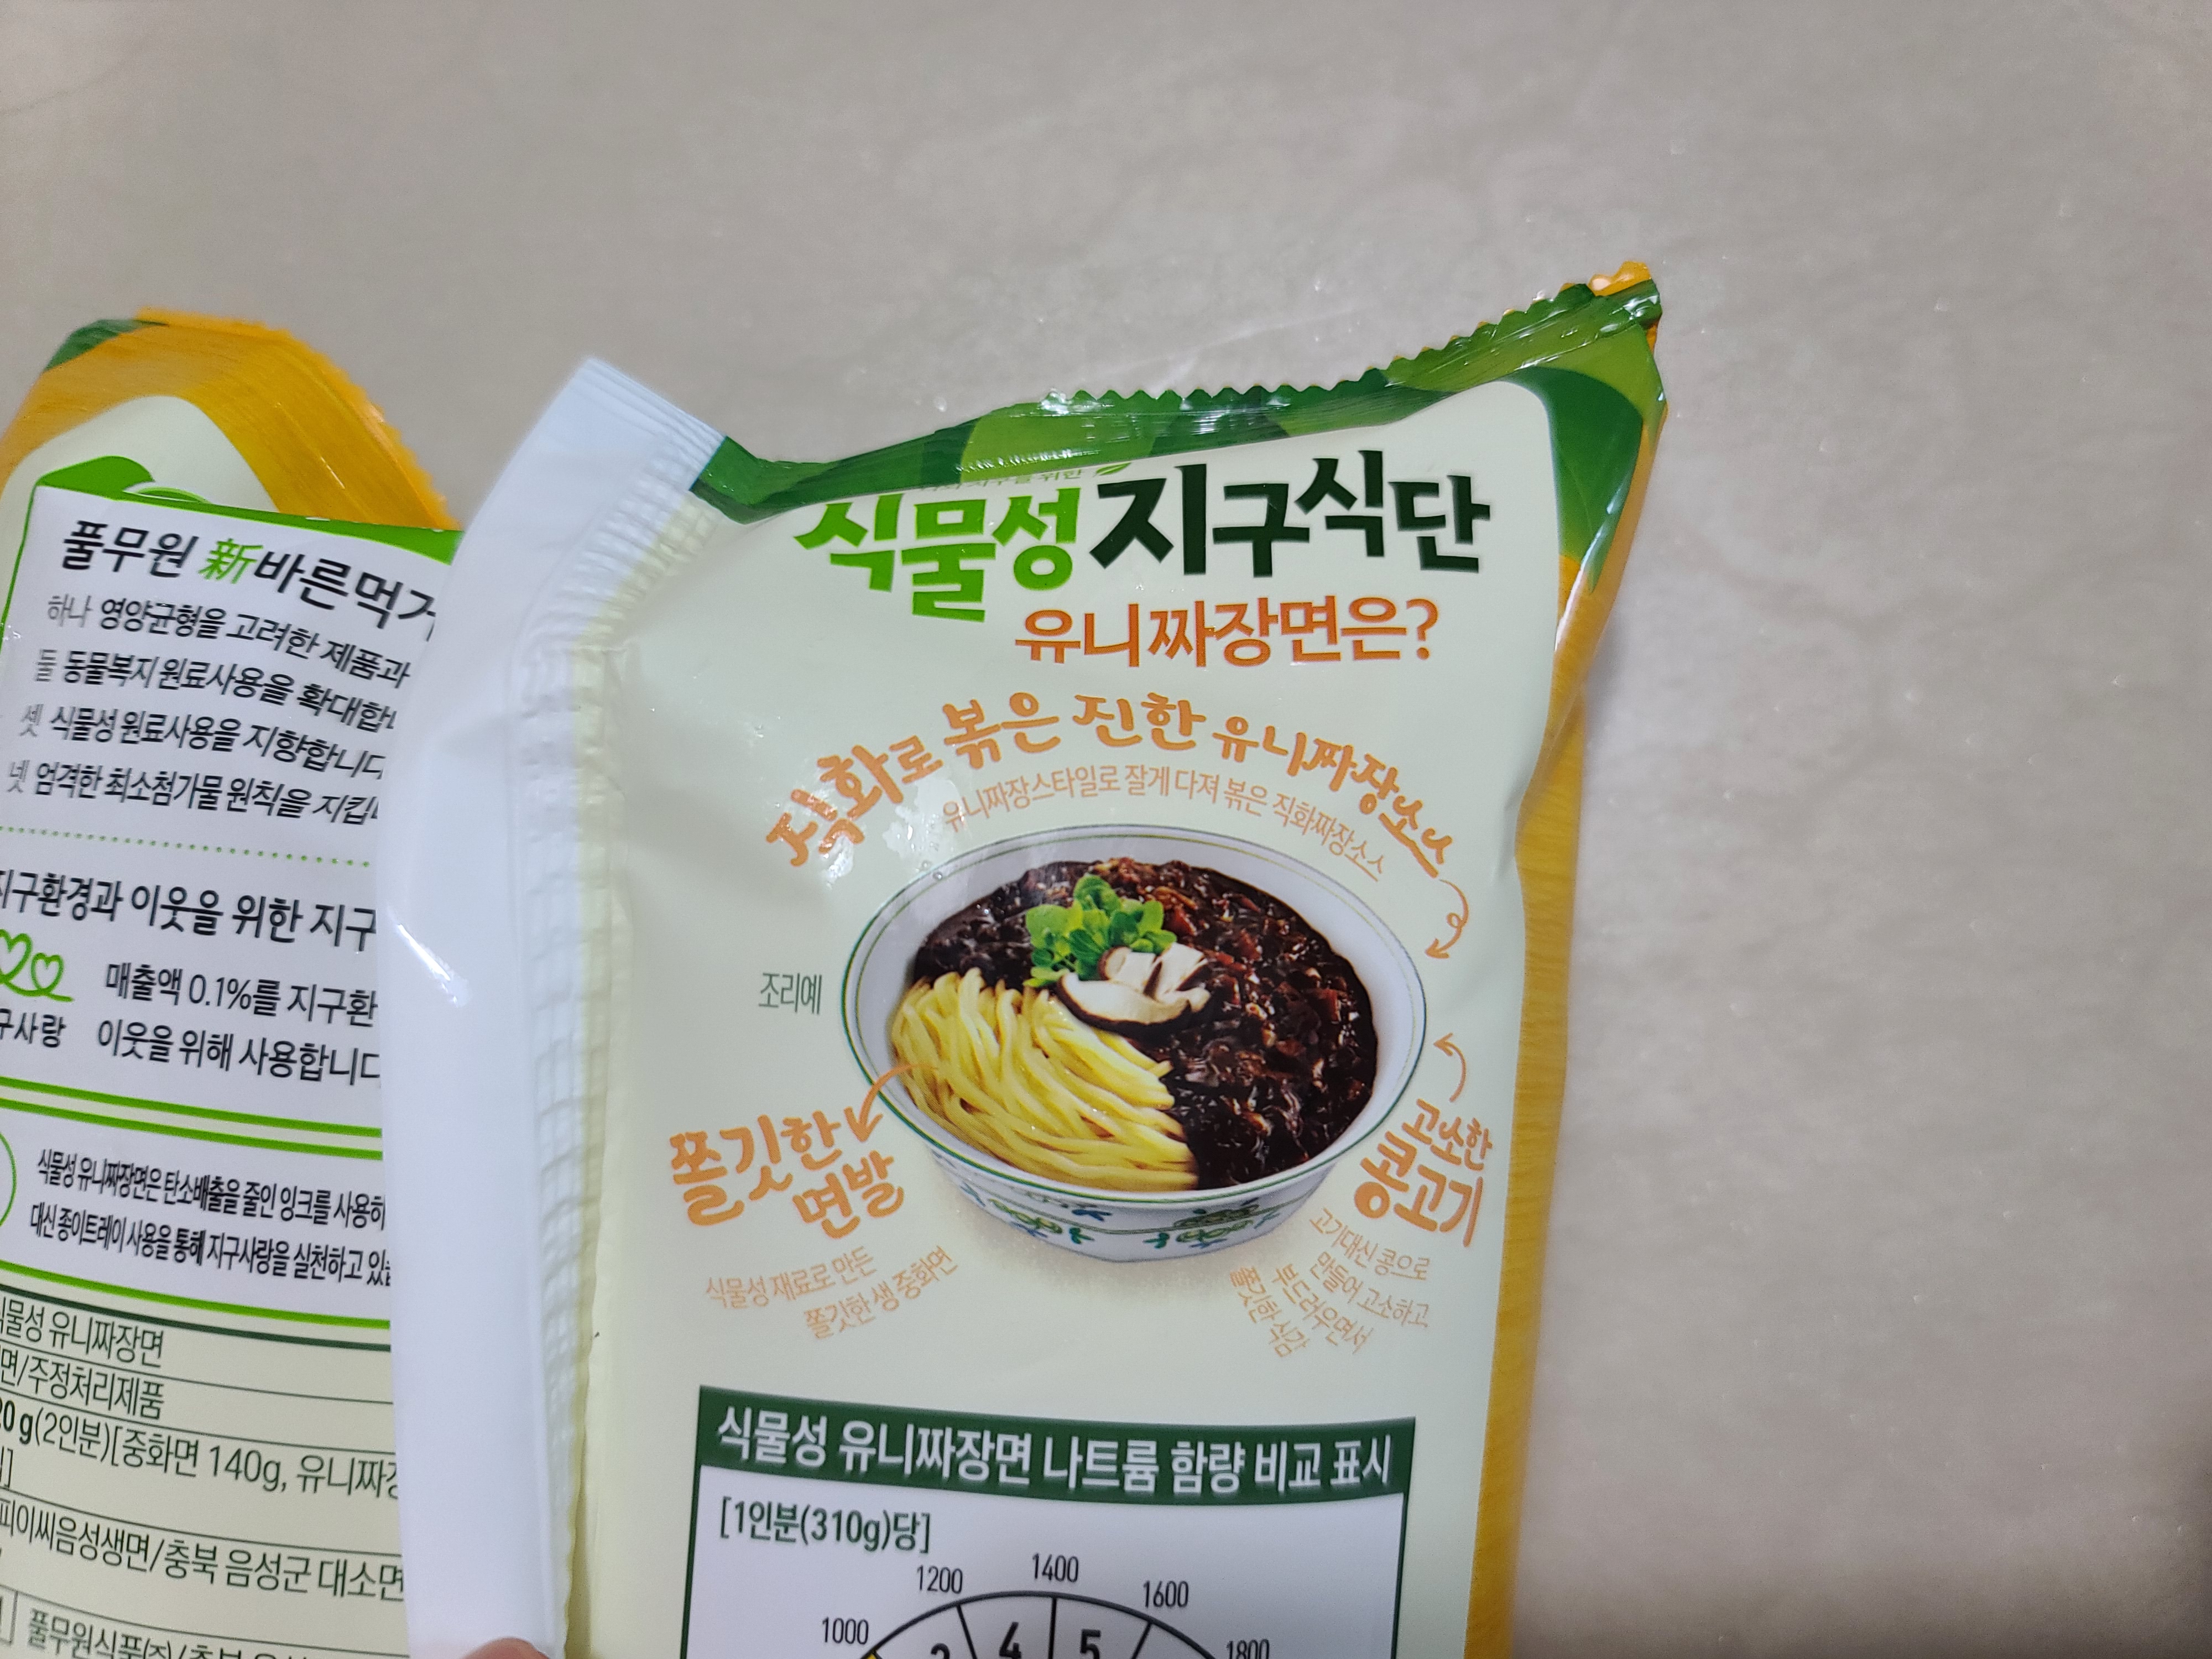 풀무원 新바른먹거
하나 영양균형을 고려한 제품과
둘 동물복지 원료사용을 확대합니
셋 식물성 원료사용을 지향합니다
넷 엄격한 최소첨가물 원칙을 지킵니
지구환경과 이웃을 위한 지구
매출액 0.1%를 지구환
구사랑 이웃을 위해 사용합니다
식물성 유니짜장면은 탄소배출을 줄인 잉크를 사용하
대신 종이트레이 사용을 통해 지구사랑을 실천하고 있습
식물성 유니짜장면
면/주정처리제품
20 g(2인분)[중화면 140g, 유니짜장
피이씨음성생면/충북 음성군 대소면
풀무원식품(주)/충북
식물성 지구식단
유니짜장면은?
직화로 볶은 진한 유니짜장소스
유니짜장스타일로 잘게 다져 볶은 직화짜장소스
조리예
쫄깃한
면발
식물성 재료로 만든
쫄깃한 생 중화면
고소한
콩고기
고기대신 콩으로
만들어 고소하고
부드러우면서
쫄깃한 식감
식물성 유니짜장면 나트륨 함량 비교 표시
[1인분(310g)당]
1000 1200 1400 1600 1800
3 4 5